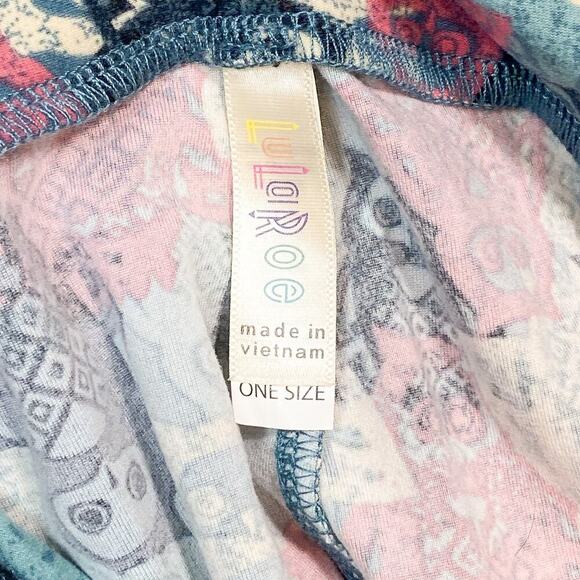 LuLaRoe
made in
vietnam
ONE SIZE